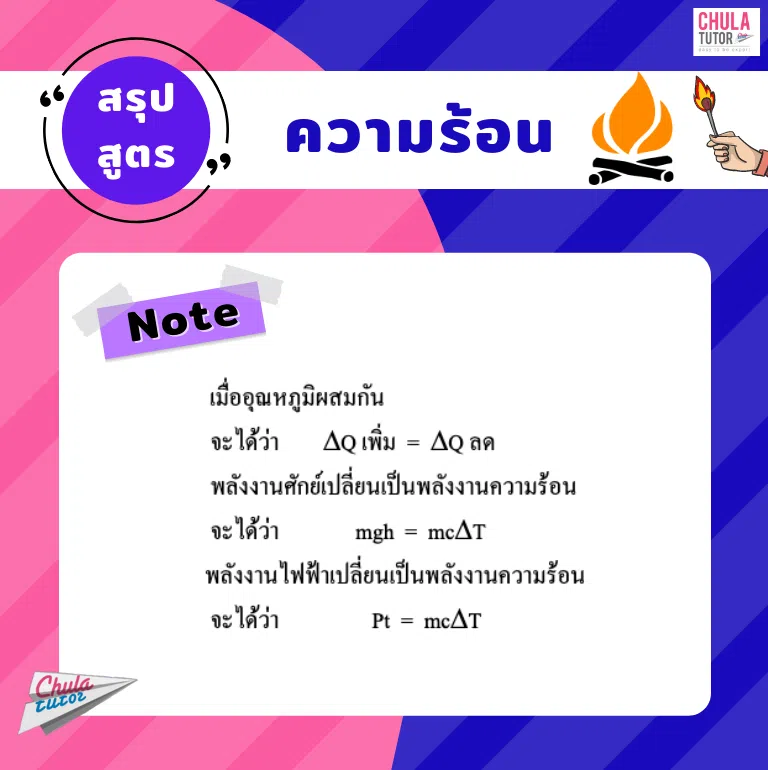 CHULA
TUTOR
“ สรุป
สูตร ”
ความร้อน
Note
เมื่ออุณหภูมิผสมกัน
จะได้ว่า ΔQ เพิ่ม = ΔQ ลด
พลังงานศักย์เปลี่ยนเป็นพลังงานความร้อน
จะได้ว่า mgh = mcΔT
พลังงานไฟฟ้าเปลี่ยนเป็นพลังงานความร้อน
จะได้ว่า Pt = mcΔT
Chula
tutor